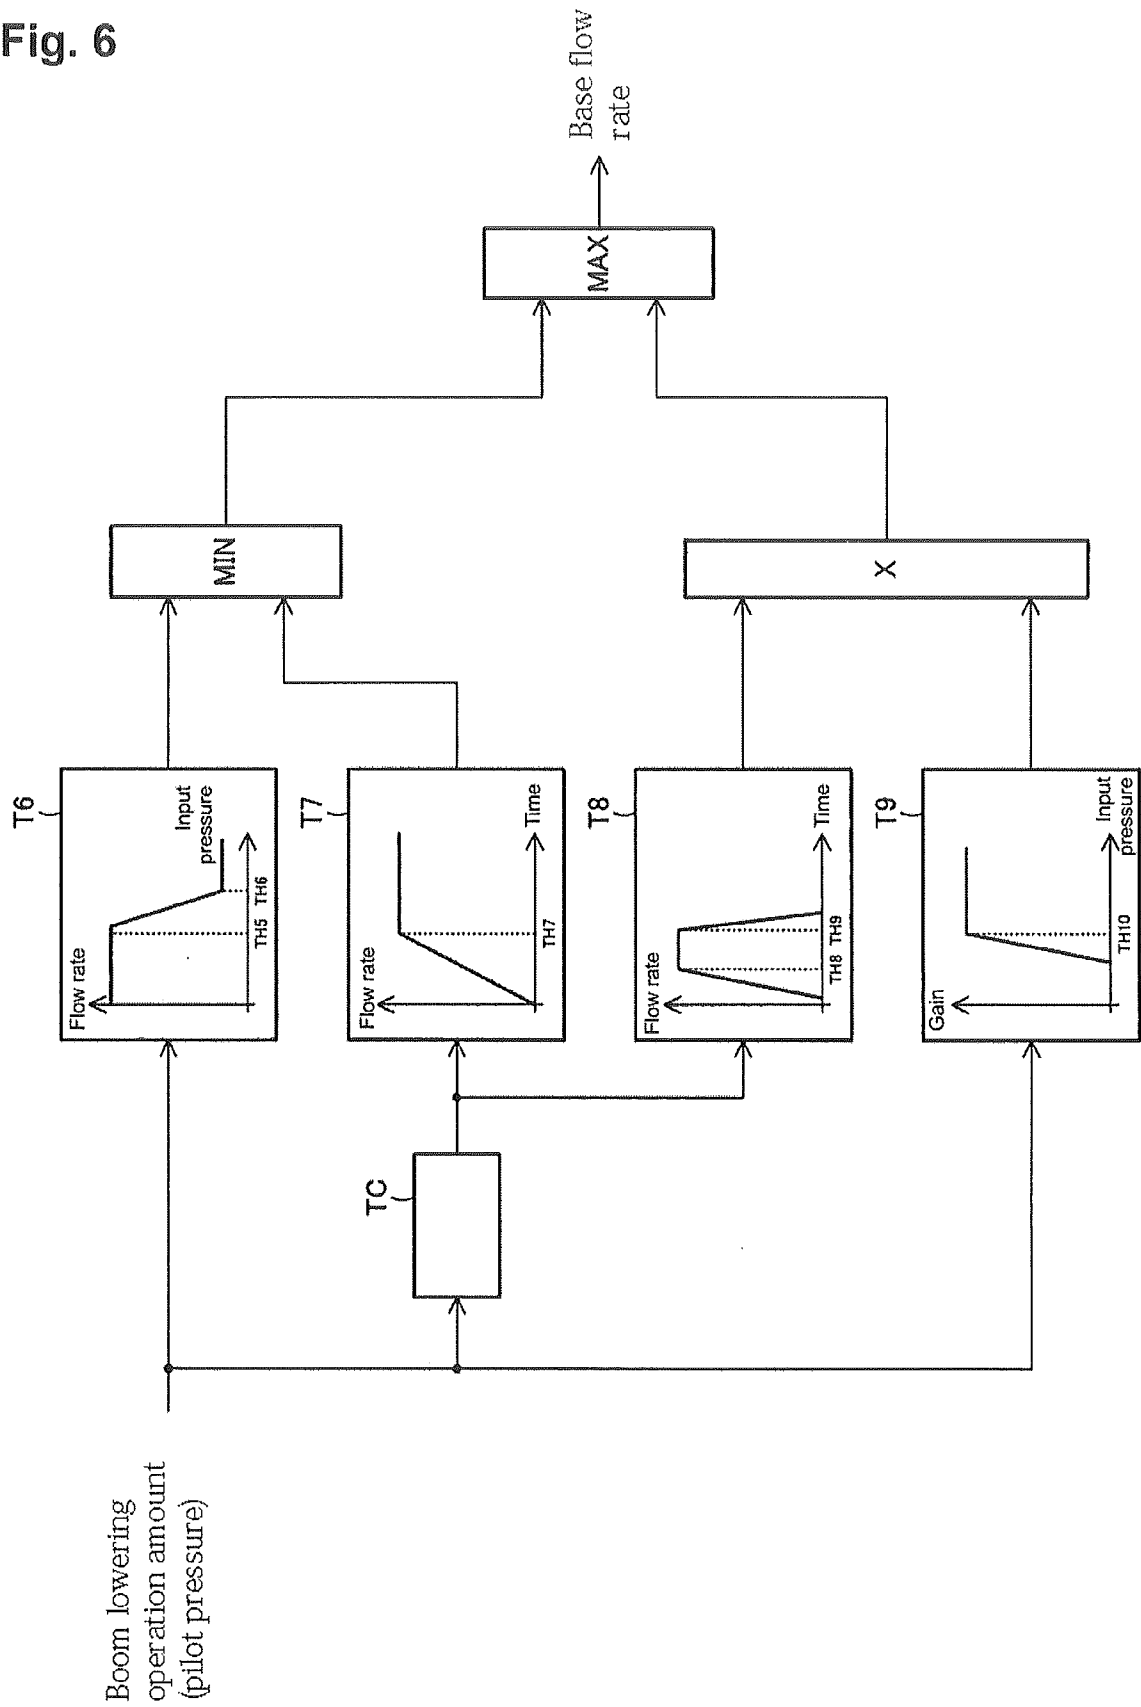 Fig. 6
Boom lowering
operation amount
(pilot pressure)
TC
T6
Flow rate
TH5
TH6
Input
pressure
T7
Flow rate
TH7
Time
T8
Flow rate
TH8
TH9
Time
T9
Gain
TH10
Input
pressure
MIN
X
MAX
Base flow
rate